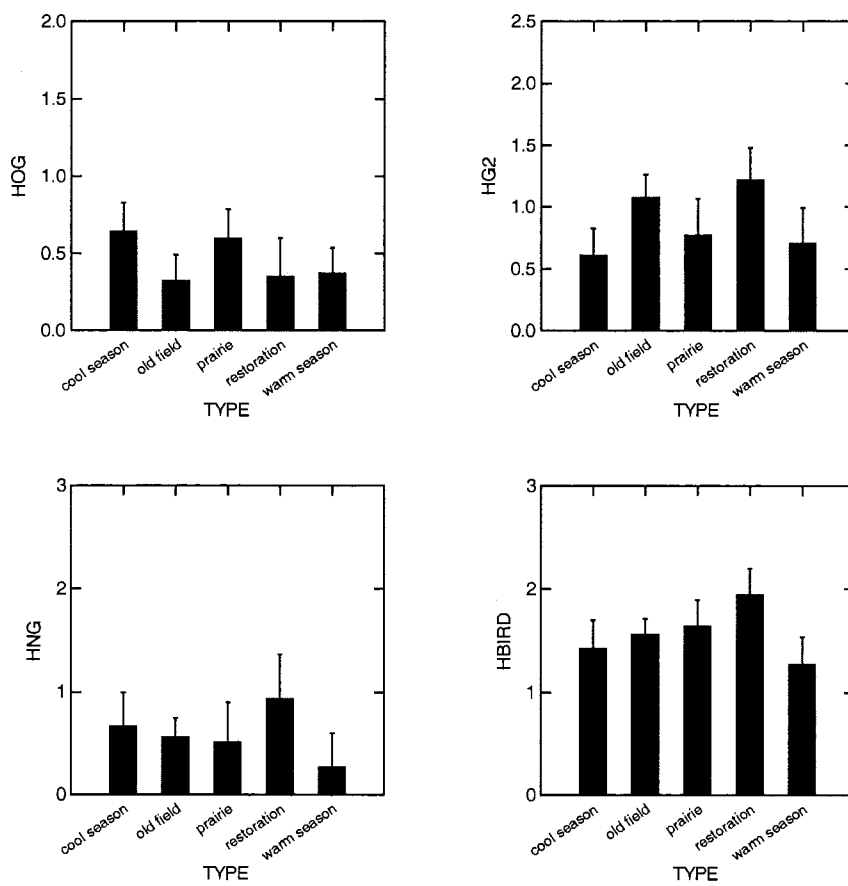 2.0
1.5
1.0
0.5
0.0
HOG
cool season
old field
prairie
restoration
warm season
TYPE
2.5
2.0
1.5
1.0
0.5
0.0
HG2
cool season
old field
prairie
restoration
warm season
TYPE
3
2
1
0
HNG
cool season
old field
prairie
restoration
warm season
TYPE
3
2
1
0
HBIRD
cool season
old field
prairie
restoration
warm season
TYPE